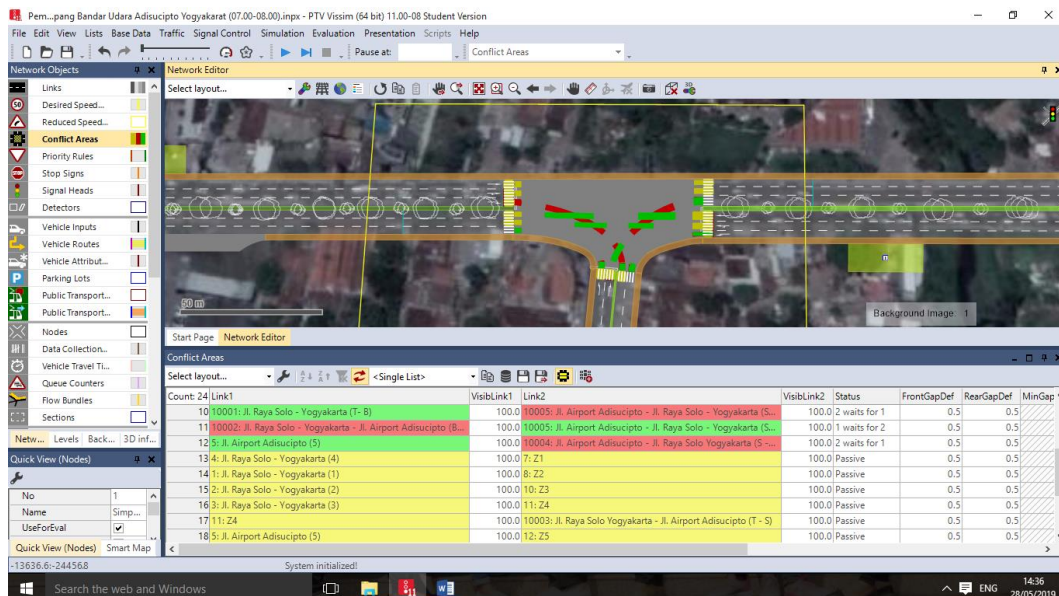 Pem...pang Bandar Udara Adisucipto Yogyakarat (07.00-08.00).inpx - PTV Vissim (64 bit) 11.00-08 Student Version
File Edit View Lists Base Data Traffic Signal Control Simulation Evaluation Presentation Scripts Help
Pause at: Conflict Areas
Network Objects
Links
Desired Speed...
Reduced Speed...
Conflict Areas
Priority Rules
Stop Signs
Signal Heads
Detectors
Vehicle Inputs
Vehicle Routes
Vehicle Attribut...
Parking Lots
Public Transport...
Public Transport...
Nodes
Data Collection...
Vehicle Travel Ti...
Queue Counters
Flow Bundles
Sections
Netw... Levels Back... 3D inf...
Quick View (Nodes)
No 1
Name Simp...
UseForEval
Quick View (Nodes) Smart Map
Network Editor
Select layout...
50 m
Background Image: 1
Start Page Network Editor
Conflict Areas
Select layout... <Single List>
Count: 24 Link1 VisibLink1 Link2 VisibLink2 Status FrontGapDef RearGapDef MinGap
10 10001: Jl. Raya Solo - Yogyakarta (T- B) 100.0 10005: Jl. Airport Adisucipto - Jl. Raya Solo - Yogyakarta (S... 100.0 2 waits for 1 0.5 0.5
11 10002: Jl. Raya Solo - Yogyakarta - Jl. Airport Adisucipto (B... 100.0 10005: Jl. Airport Adisucipto - Jl. Raya Solo - Yogyakarta (S... 100.0 1 waits for 2 0.5 0.5
12 5: Jl. Airport Adisucipto (5) 100.0 10004: Jl. Airport Adisucipto - Jl. Raya Solo Yogyakarta (S -... 100.0 2 waits for 1 0.5 0.5
13 4: Jl. Raya Solo - Yogyakarta (4) 100.0 7: Z1 100.0 Passive 0.5 0.5
14 1: Jl. Raya Solo - Yogyakarta (1) 100.0 8: Z2 100.0 Passive 0.5 0.5
15 2: Jl. Raya Solo - Yogyakarta (2) 100.0 10: Z3 100.0 Passive 0.5 0.5
16 3: Jl. Raya Solo - Yogyakarta (3) 100.0 11: Z4 100.0 Passive 0.5 0.5
17 11: Z4 100.0 10003: Jl. Raya Solo Yogyakarta - Jl. Airport Adisucipto (T - S) 100.0 Passive 0.5 0.5
18 5: Jl. Airport Adisucipto (5) 100.0 12: Z5 100.0 Passive 0.5 0.5
-13636.6:-24456.8 System initialized!
Search the web and Windows ENG 14:36
28/05/2019